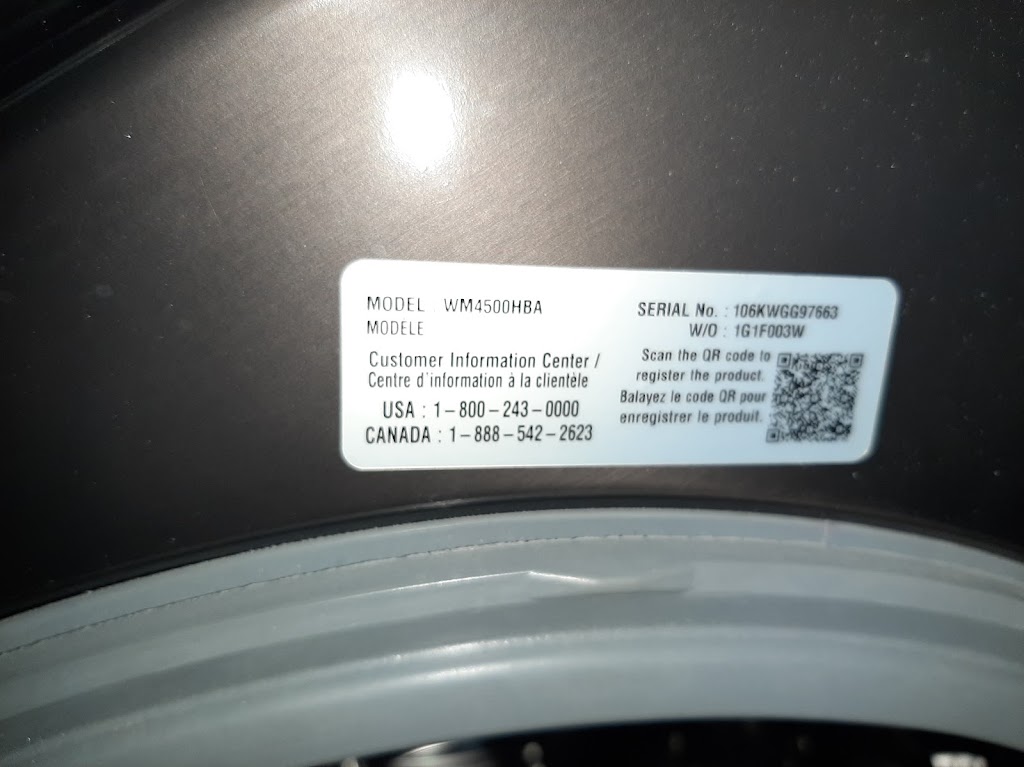 MODEL : WM4500HBA
MODELE
Customer Information Center /
Centre d'information à la clientèle
USA : 1-800-243-0000
CANADA : 1-888-542-2623
SERIAL No. : 106KWGG97663
W/O : 1G1F003W
Scan the QR code to
register the product.
Balayez le code QR pour
enregistrer le produit.